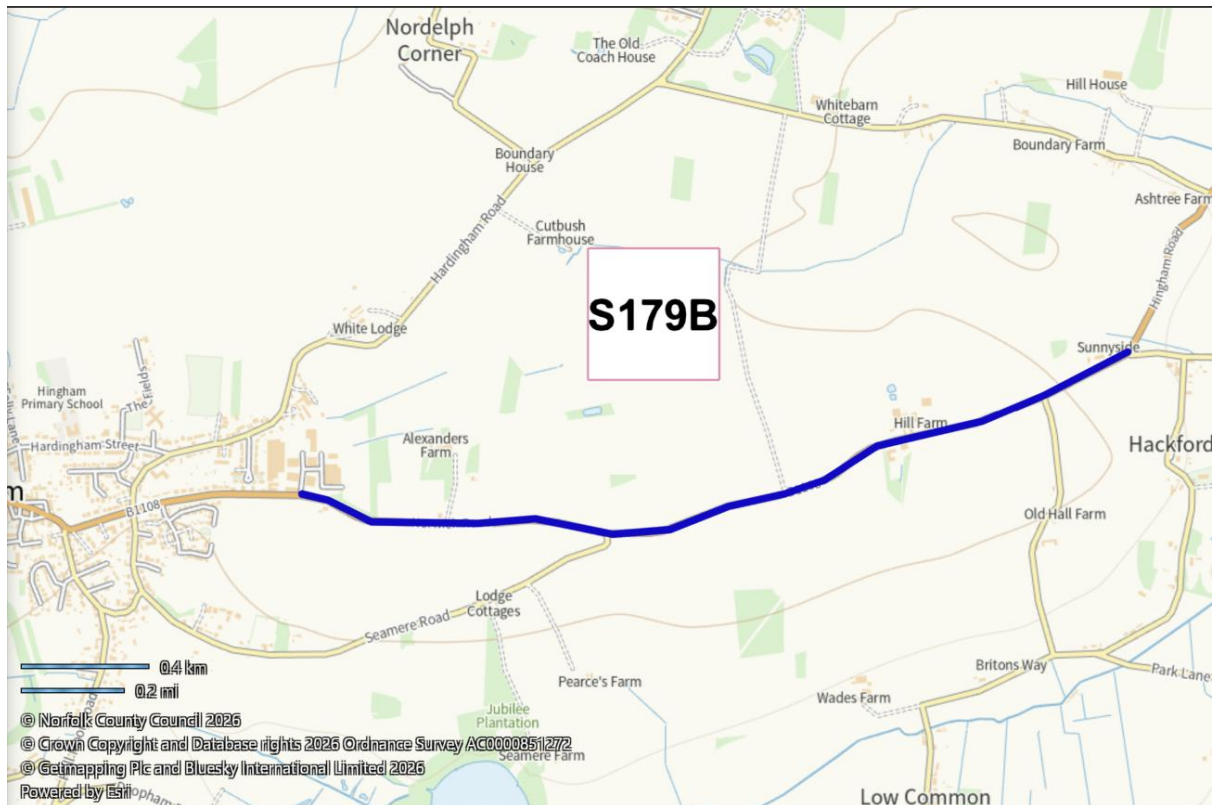 Nordelph
Corner
The Old
Coach House
Hill House
Whitebarn
Cottage
Boundary
House
Boundary Farm
Ashtree Farm
Cutbush
Farmhouse
Hardingham Road
Hingham Road
S179B
White Lodge
Sunnyside
Hingham
Primary School
The Fields
Hill Farm
Hackford
Alexanders
Farm
Hardingham Street
m
B1108
Old Hall Farm
Lodge
Cottages
Seamere Road
Britons Way
Park Lane
0.4 km
0.2 mi
Pearce's Farm
Wades Farm
Jubilee
Plantation
Seamere Farm
Low Common
© Norfolk County Council 2026
© Crown Copyright and Database rights 2026 Ordnance Survey AC0000851272
© Getmapping Plc and Bluesky International Limited 2026
Powered by Esri